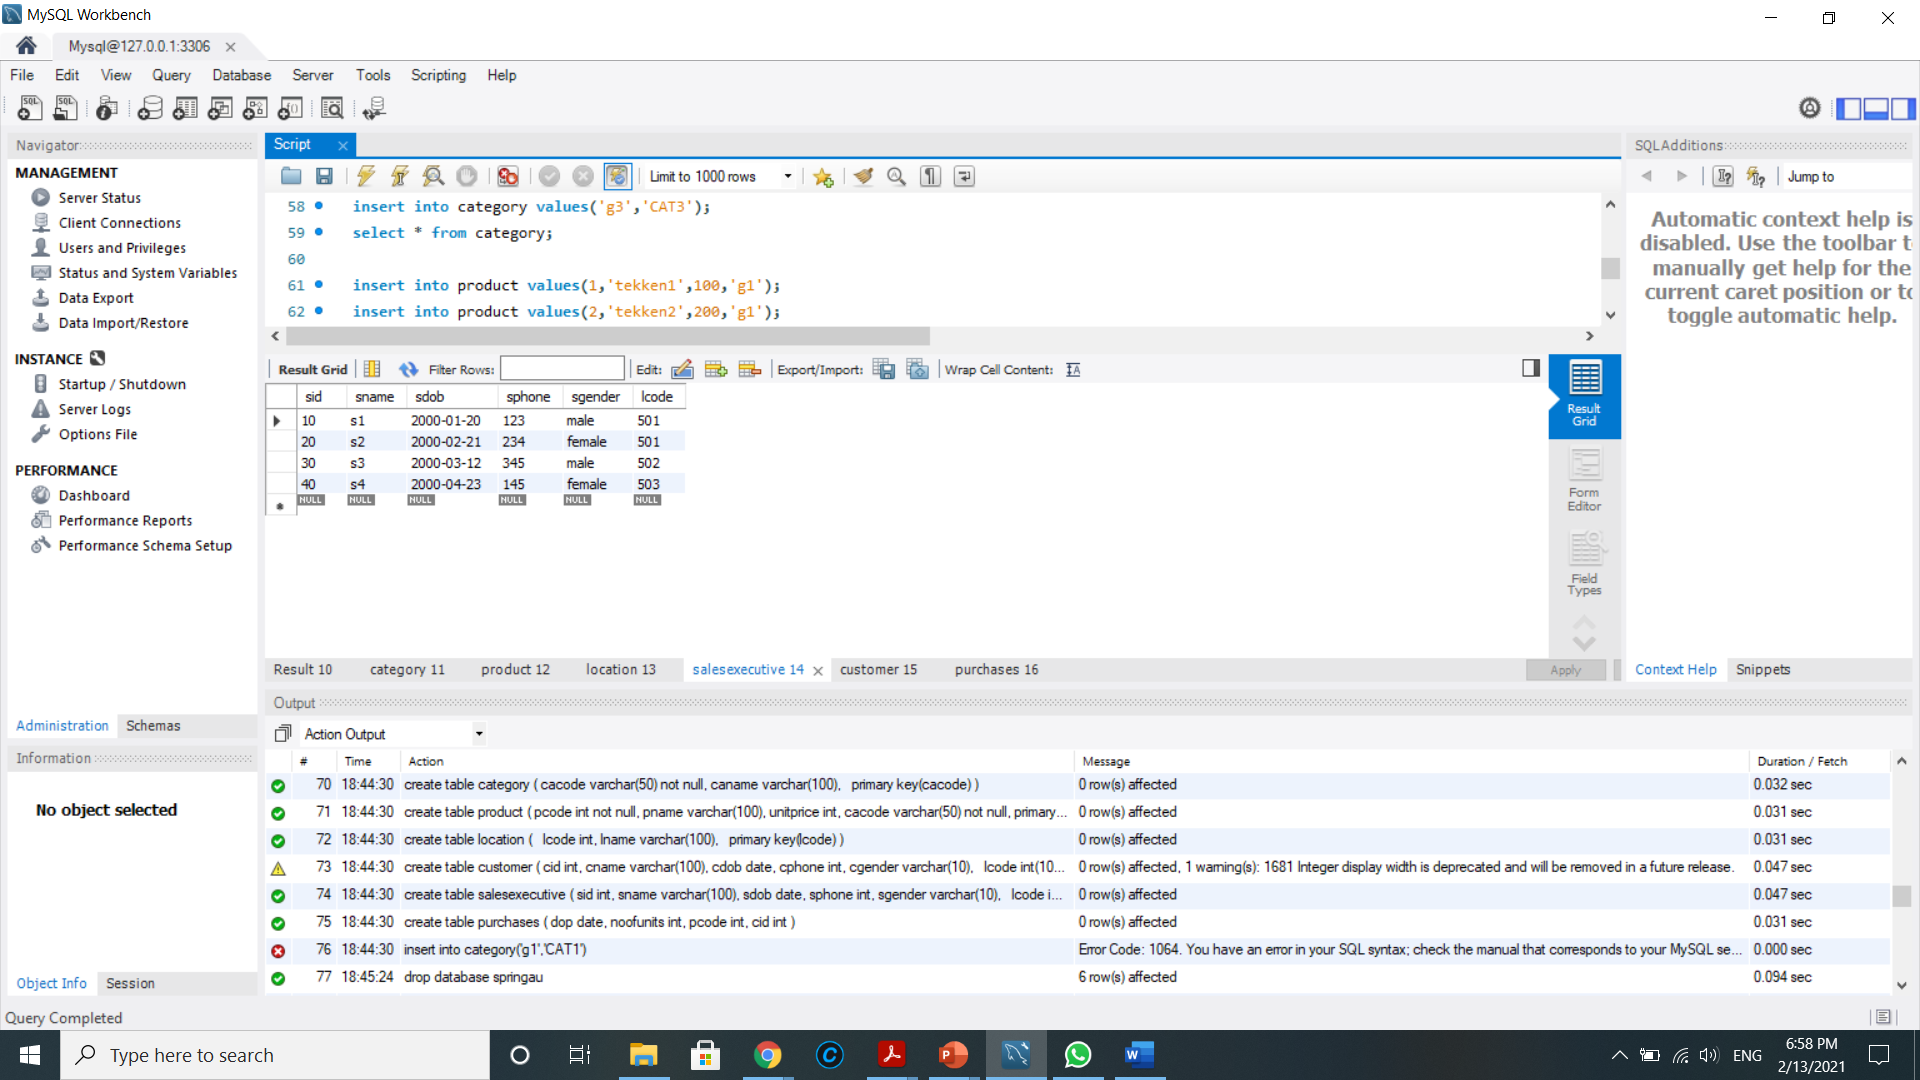 MySQL Workbench
Mysql@127.0.0.1:3306
File Edit View Query Database Server Tools Scripting Help
Navigator
MANAGEMENT
Server Status
Client Connections
Users and Privileges
Status and System Variables
Data Export
Data Import/Restore
INSTANCE
Startup / Shutdown
Server Logs
Options File
PERFORMANCE
Dashboard
Performance Reports
Performance Schema Setup
Administration Schemas
Information
No object selected
Object Info Session
Query Completed
Script
Limit to 1000 rows
58 insert into category values('g3','CAT3');
59 select * from category;
60
61 insert into product values(1,'tekken1',100,'g1');
62 insert into product values(2,'tekken2',200,'g1');
Result Grid Filter Rows: Edit: Export/Import: Wrap Cell Content:
sid sname sdob sphone sgender lcode
10 s1 2000-01-20 123 male 501
20 s2 2000-02-21 234 female 501
30 s3 2000-03-12 345 male 502
40 s4 2000-04-23 145 female 503
NULL NULL NULL NULL NULL NULL
Result Grid
Form Editor
Field Types
Result 10 category 11 product 12 location 13 salesexecutive 14 customer 15 purchases 16 Apply
SQLAdditions
Jump to
Automatic context help is
disabled. Use the toolbar t
manually get help for the
current caret position or to
toggle automatic help.
Context Help Snippets
Output
Action Output
# Time Action Message Duration / Fetch
70 18:44:30 create table category ( cacode varchar(50) not null, caname varchar(100), primary key(cacode) ) 0 row(s) affected 0.032 sec
71 18:44:30 create table product ( pcode int not null, pname varchar(100), unitprice int, cacode varchar(50) not null, primary... 0 row(s) affected 0.031 sec
72 18:44:30 create table location ( lcode int, lname varchar(100), primary key(lcode) ) 0 row(s) affected 0.031 sec
73 18:44:30 create table customer ( cid int, cname varchar(100), cdob date, cphone int, cgender varchar(10), lcode int(10... 0 row(s) affected, 1 warning(s): 1681 Integer display width is deprecated and will be removed in a future release. 0.047 sec
74 18:44:30 create table salesexecutive ( sid int, sname varchar(100), sdob date, sphone int, sgender varchar(10), lcode i... 0 row(s) affected 0.047 sec
75 18:44:30 create table purchases ( dop date, noofunits int, pcode int, cid int ) 0 row(s) affected 0.031 sec
76 18:44:30 insert into category('g1','CAT1') Error Code: 1064. You have an error in your SQL syntax; check the manual that corresponds to your MySQL se... 0.000 sec
77 18:45:24 drop database springau 6 row(s) affected 0.094 sec
Type here to search
ENG
6:58 PM
2/13/2021